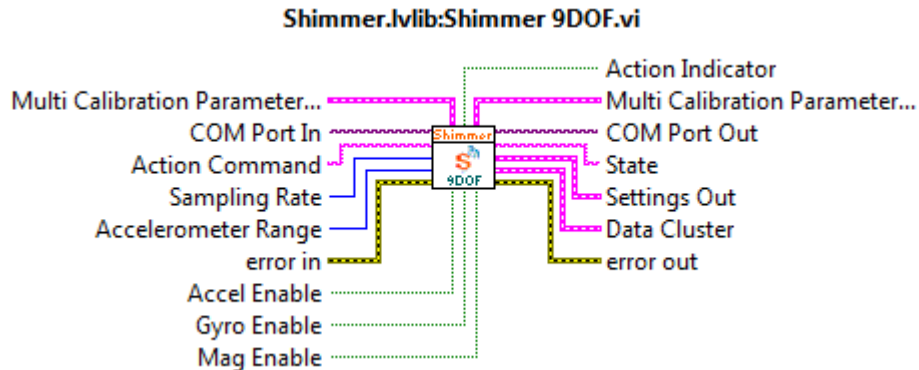 Shimmer.lvlib:Shimmer 9DOF.vi
Action Indicator
Multi Calibration Parameter...
Multi Calibration Parameter...
COM Port In
Shimmer
COM Port Out
Action Command
State
Sampling Rate
9DOF
Settings Out
Accelerometer Range
Data Cluster
error in
error out
Accel Enable
Gyro Enable
Mag Enable